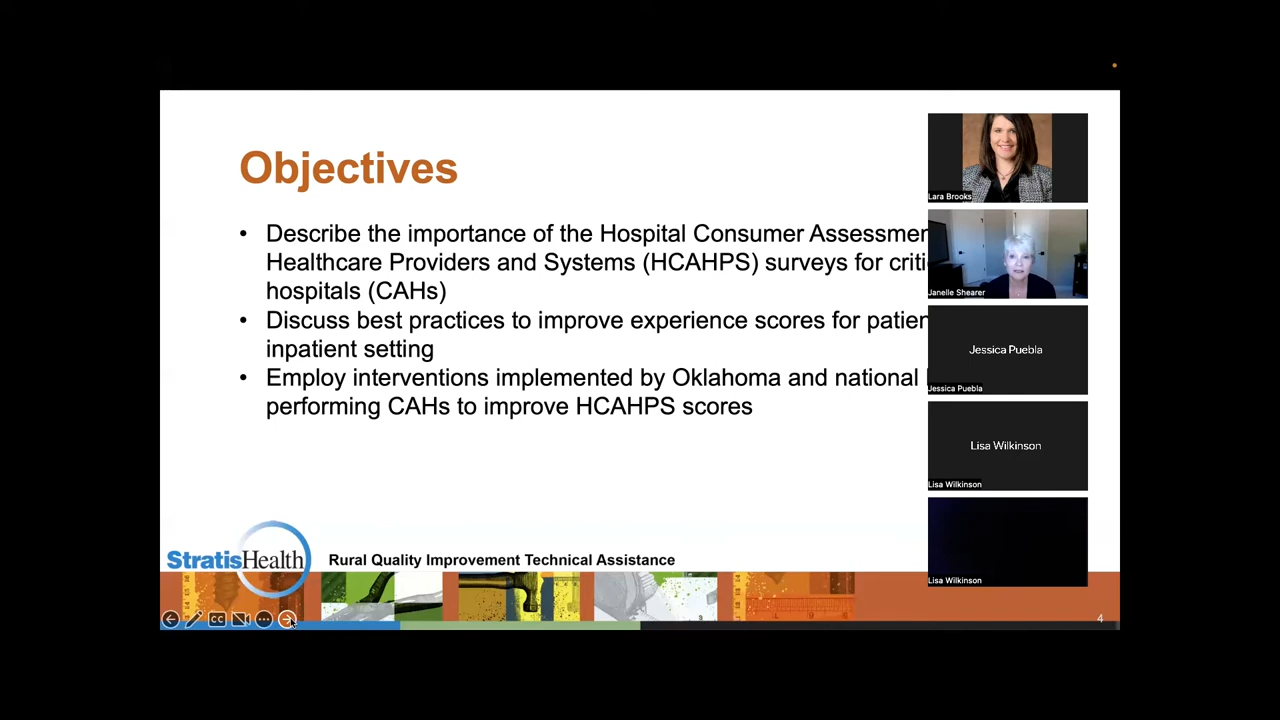 Objectives
• Describe the importance of the Hospital Consumer Assessmen
Healthcare Providers and Systems (HCAHPS) surveys for criti
hospitals (CAHs)
• Discuss best practices to improve experience scores for patien
inpatient setting
• Employ interventions implemented by Oklahoma and national
performing CAHs to improve HCAHPS scores
Lara Brooks
Janelle Shearer
Jessica Puebla
Jessica Puebla
Lisa Wilkinson
Lisa Wilkinson
Lisa Wilkinson
StratisHealth
Rural Quality Improvement Technical Assistance
CC
4